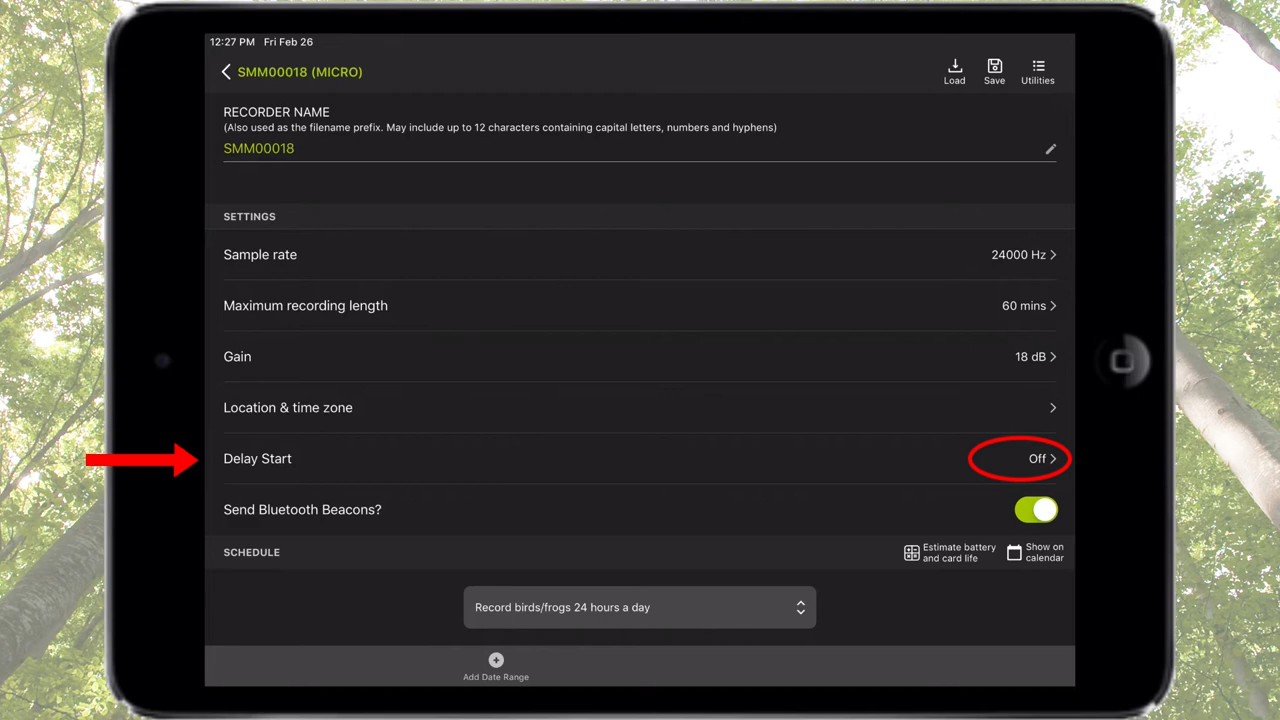 12:27 PM Fri Feb 26
SMM00018 (MICRO)
Load
Save
Utilities
RECORDER NAME
(Also used as the filename prefix. May include up to 12 characters containing capital letters, numbers and hyphens)
SMM00018
SETTINGS
Sample rate 24000 Hz
Maximum recording length 60 mins
Gain 18 dB
Location & time zone
Delay Start Off
Send Bluetooth Beacons?
SCHEDULE
Estimate battery
and card life
Show on
calendar
Record birds/frogs 24 hours a day
Add Date Range